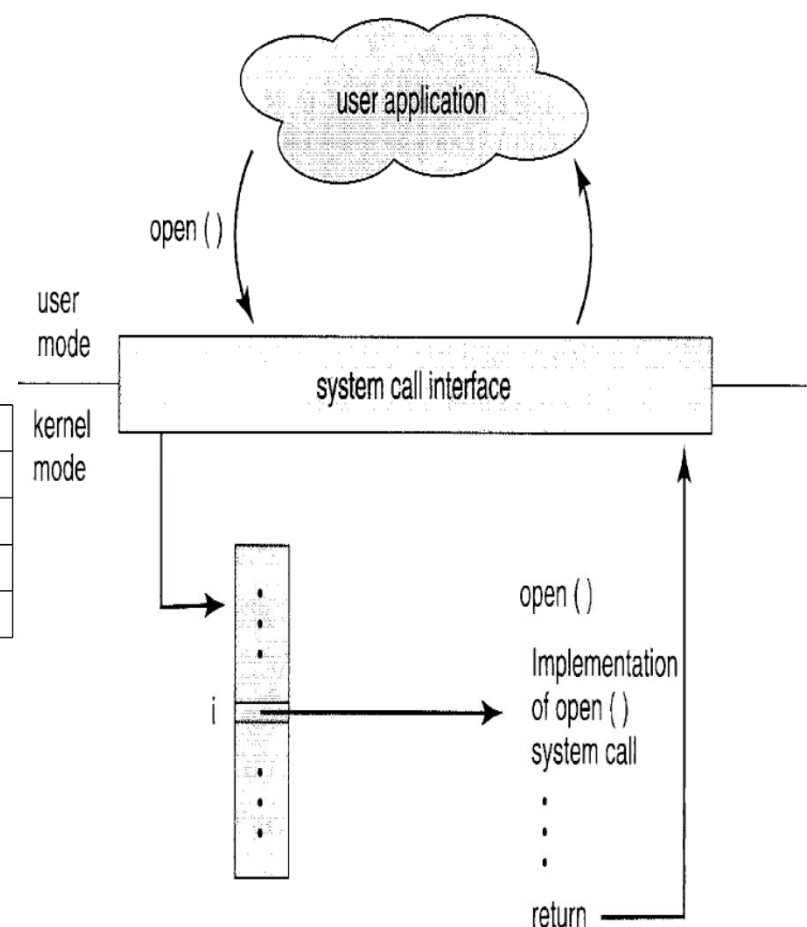 user application
open ( )
user
mode
system call interface
kernel
mode
open ( )
Implementation
of open ( )
system call
i
return